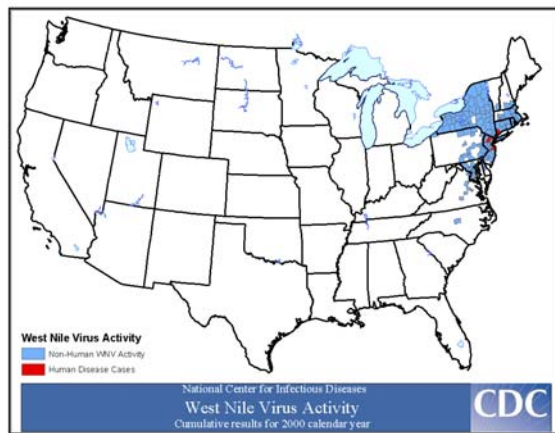 West Nile Virus Activity
Non-Human WNV Activity
Human Disease Cases
National Center for Infectious Diseases
West Nile Virus Activity
Cumulative results for 2000 calendar year
CDC